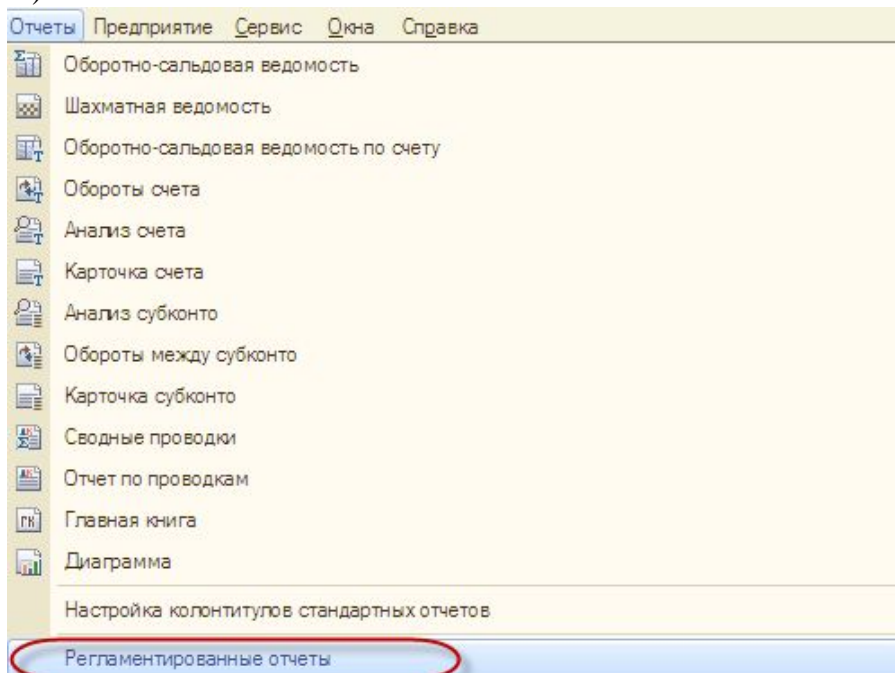 Отчеты Предприятие Сервис Окна Справка
Оборотно-сальдовая ведомость
Шахматная ведомость
Оборотно-сальдовая ведомость по счету
Обороты счета
Анализ счета
Карточка счета
Анализ субконто
Обороты между субконто
Карточка субконто
Сводные проводки
Отчет по проводкам
Главная книга
Диаграмма
Настройка колонтитулов стандартных отчетов
Регламентированные отчеты